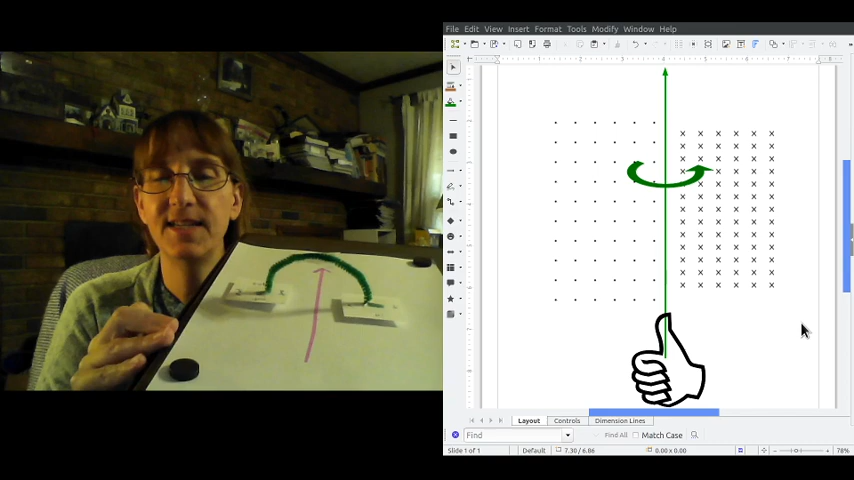 File Edit View Insert Format Tools Modify Window Help
Layout Controls Dimension Lines
Find Find All Match Case
Slide 1 of 1 Default 7.30 / 6.86 0.00 x 0.00 78%